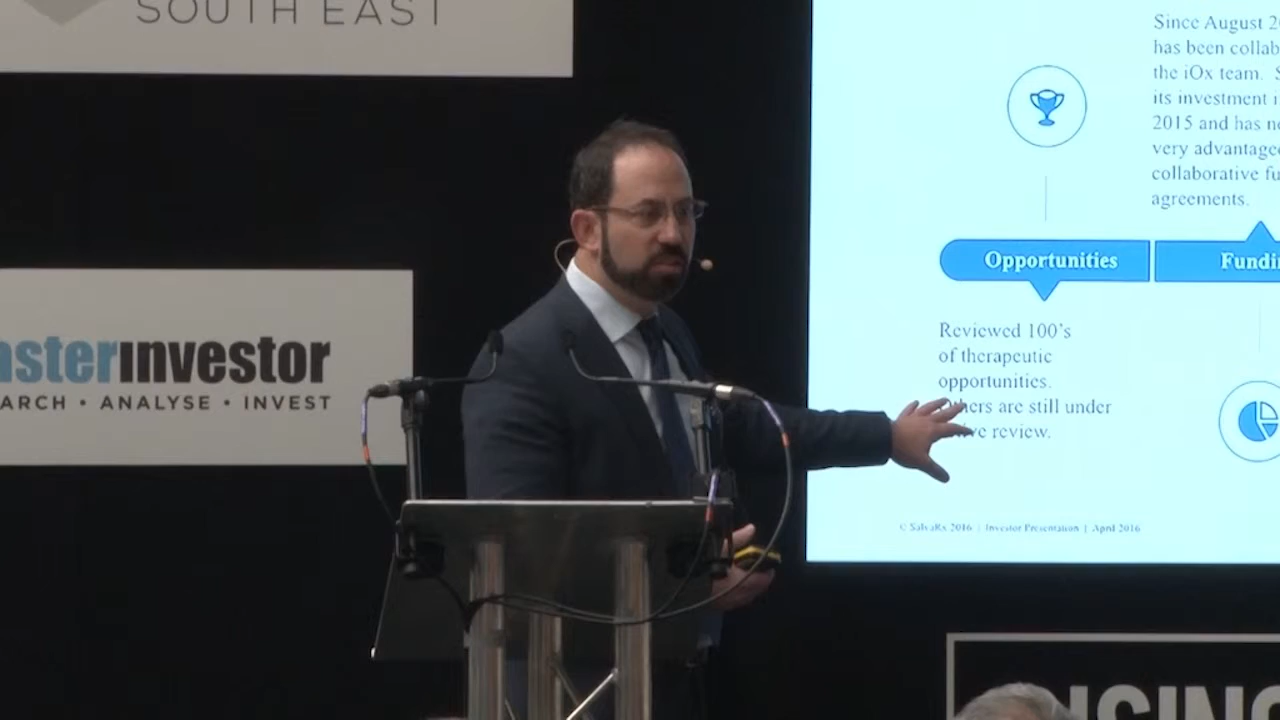 SOUTH EAST
asterinvestor
ARCH • ANALYSE • INVEST
Since August 2
has been collab
the iOx team.
its investment i
2015 and has
very advantage
collaborative fu
agreements.
Opportunities
Fundi
Reviewed 100's
of therapeutic
opportunities.
are still under
review.
© SalvaRx 2016 | Investor Presentation | April 2016